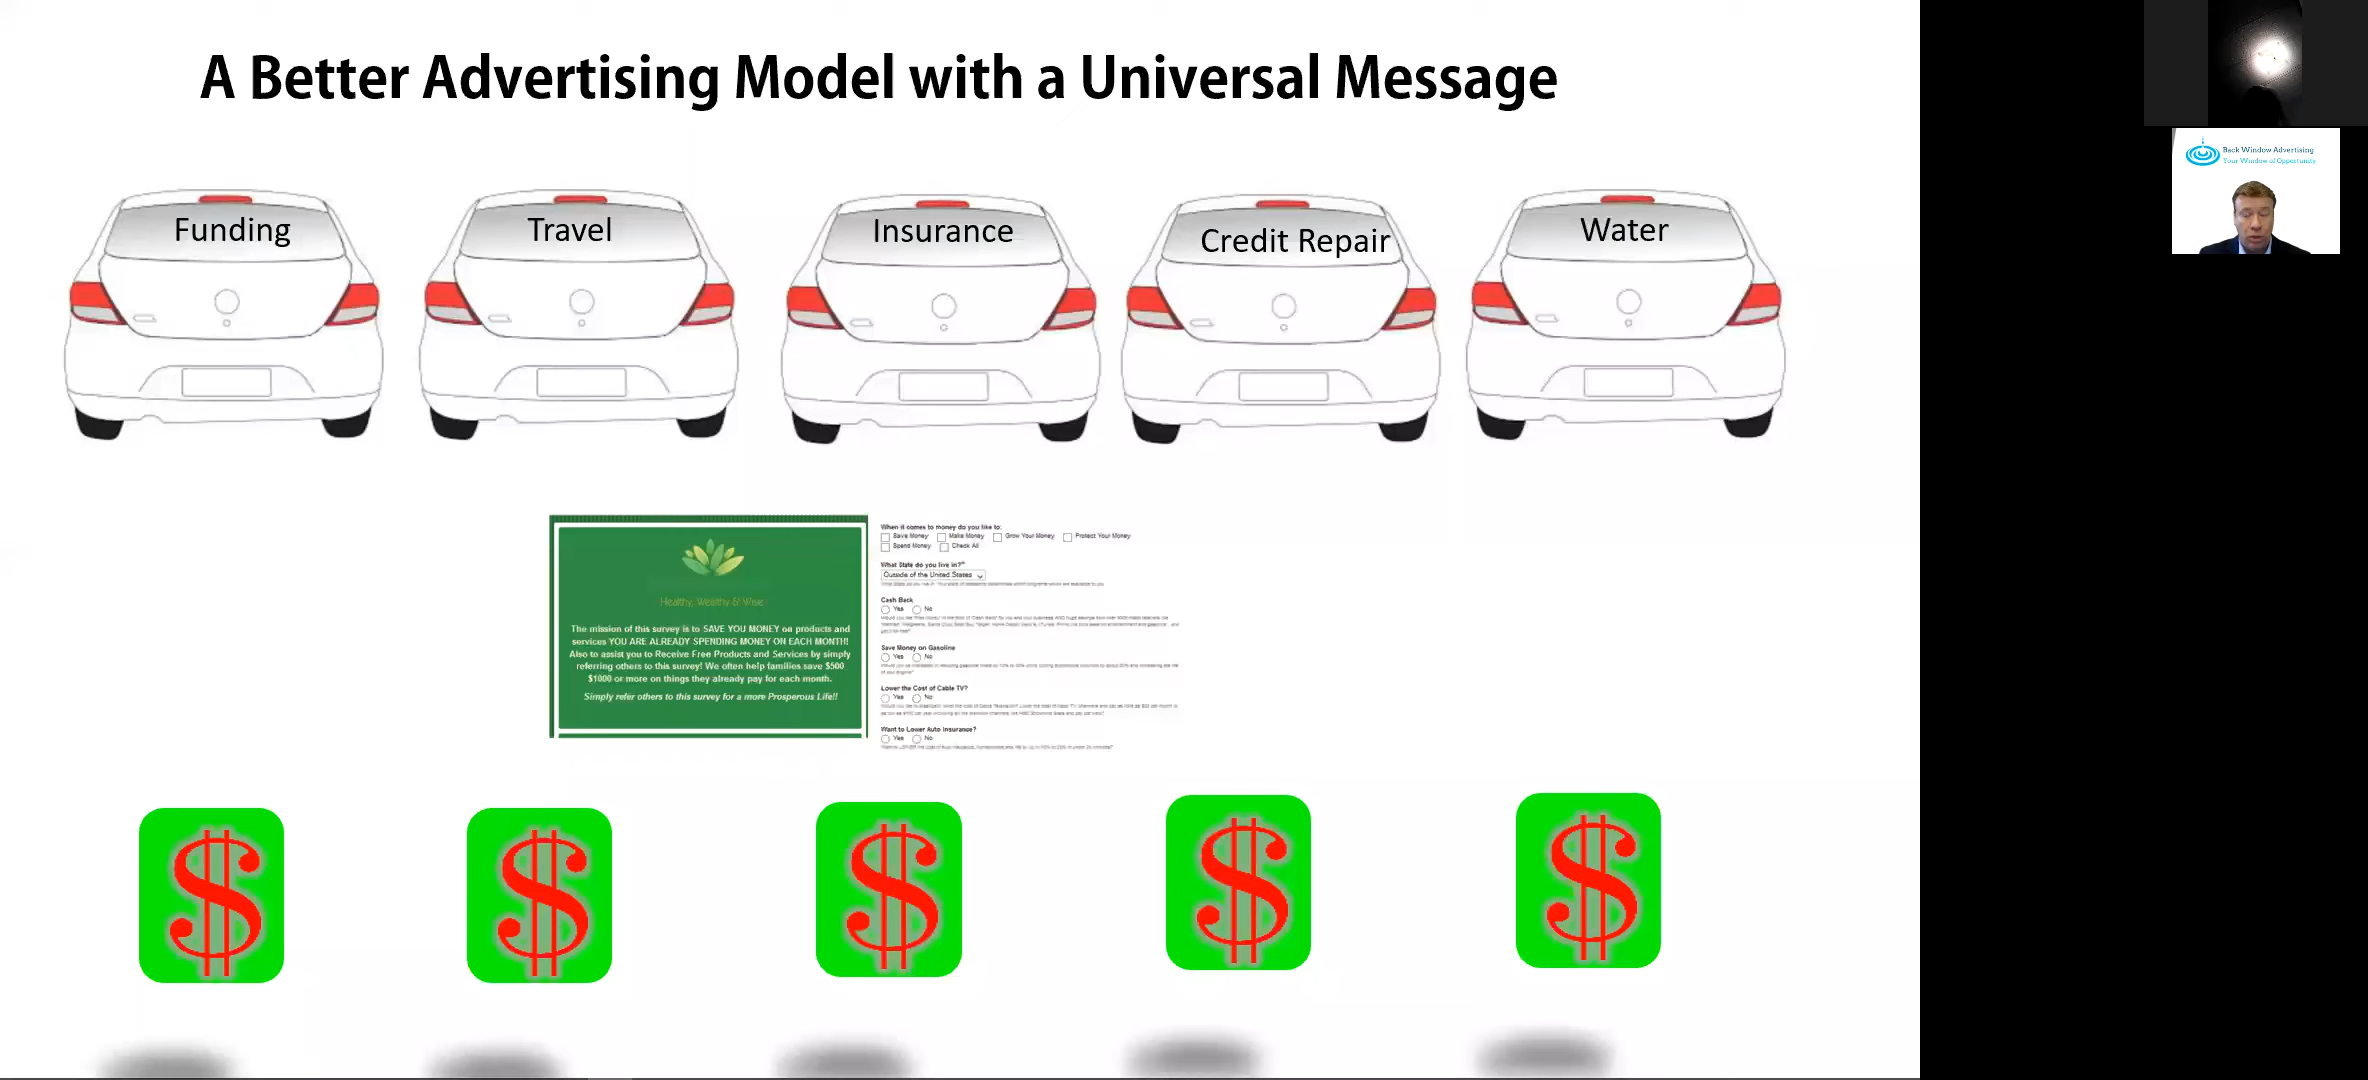 A Better Advertising Model with a Universal Message
Back Window Advertising
Your Window of Opportunity
Funding
Travel
Insurance
Credit Repair
Water
Healthy, Wealthy & Wise
The mission of this survey is to SAVE YOU MONEY on products and
services YOU ARE ALREADY SPENDING MONEY ON EACH MONTH!
Also to assist you to Receive Free Products and Services by simply
referring others to this survey! We often help families save $500
$1000 or more on things they already pay for each month.
Simply refer others to this survey for a more Prosperous Life!!
When it comes to money do you like to:
Save Money Make Money Grow Your Money Protect Your Money
Spend Money Check All
What State do you live in?*
Outside of the United States
Cash Back
Yes No
Save Money on Gasoline
Yes No
Lower the Cost of Cable TV?
Yes No
Want to Lower Auto Insurance?
Yes No